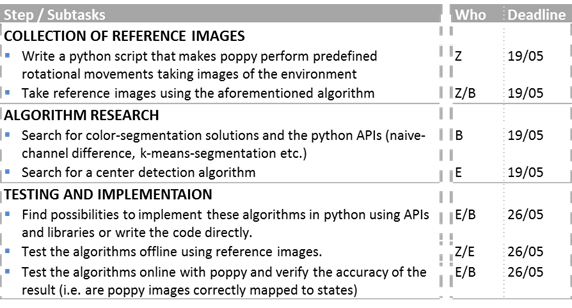 Step / Subtasks Who Deadline
COLLECTION OF REFERENCE IMAGES
Write a python script that makes poppy perform predefined Z 19/05
rotational movements taking images of the environment
Take reference images using the aforementioned algorithm Z/B 19/05
ALGORITHM RESEARCH
Search for color-segmentation solutions and the python APIs (naive- B 19/05
channel difference, k-means-segmentation etc.)
Search for a center detection algorithm E 19/05
TESTING AND IMPLEMENTAION
Find possibilities to implement these algorithms in python using APIs E/B 26/05
and libraries or write the code directly.
Test the algorithms offline using reference images. Z/E 26/05
Test the algorithms online with poppy and verify the accuracy of the E/B 26/05
result (i.e. are poppy images correctly mapped to states)